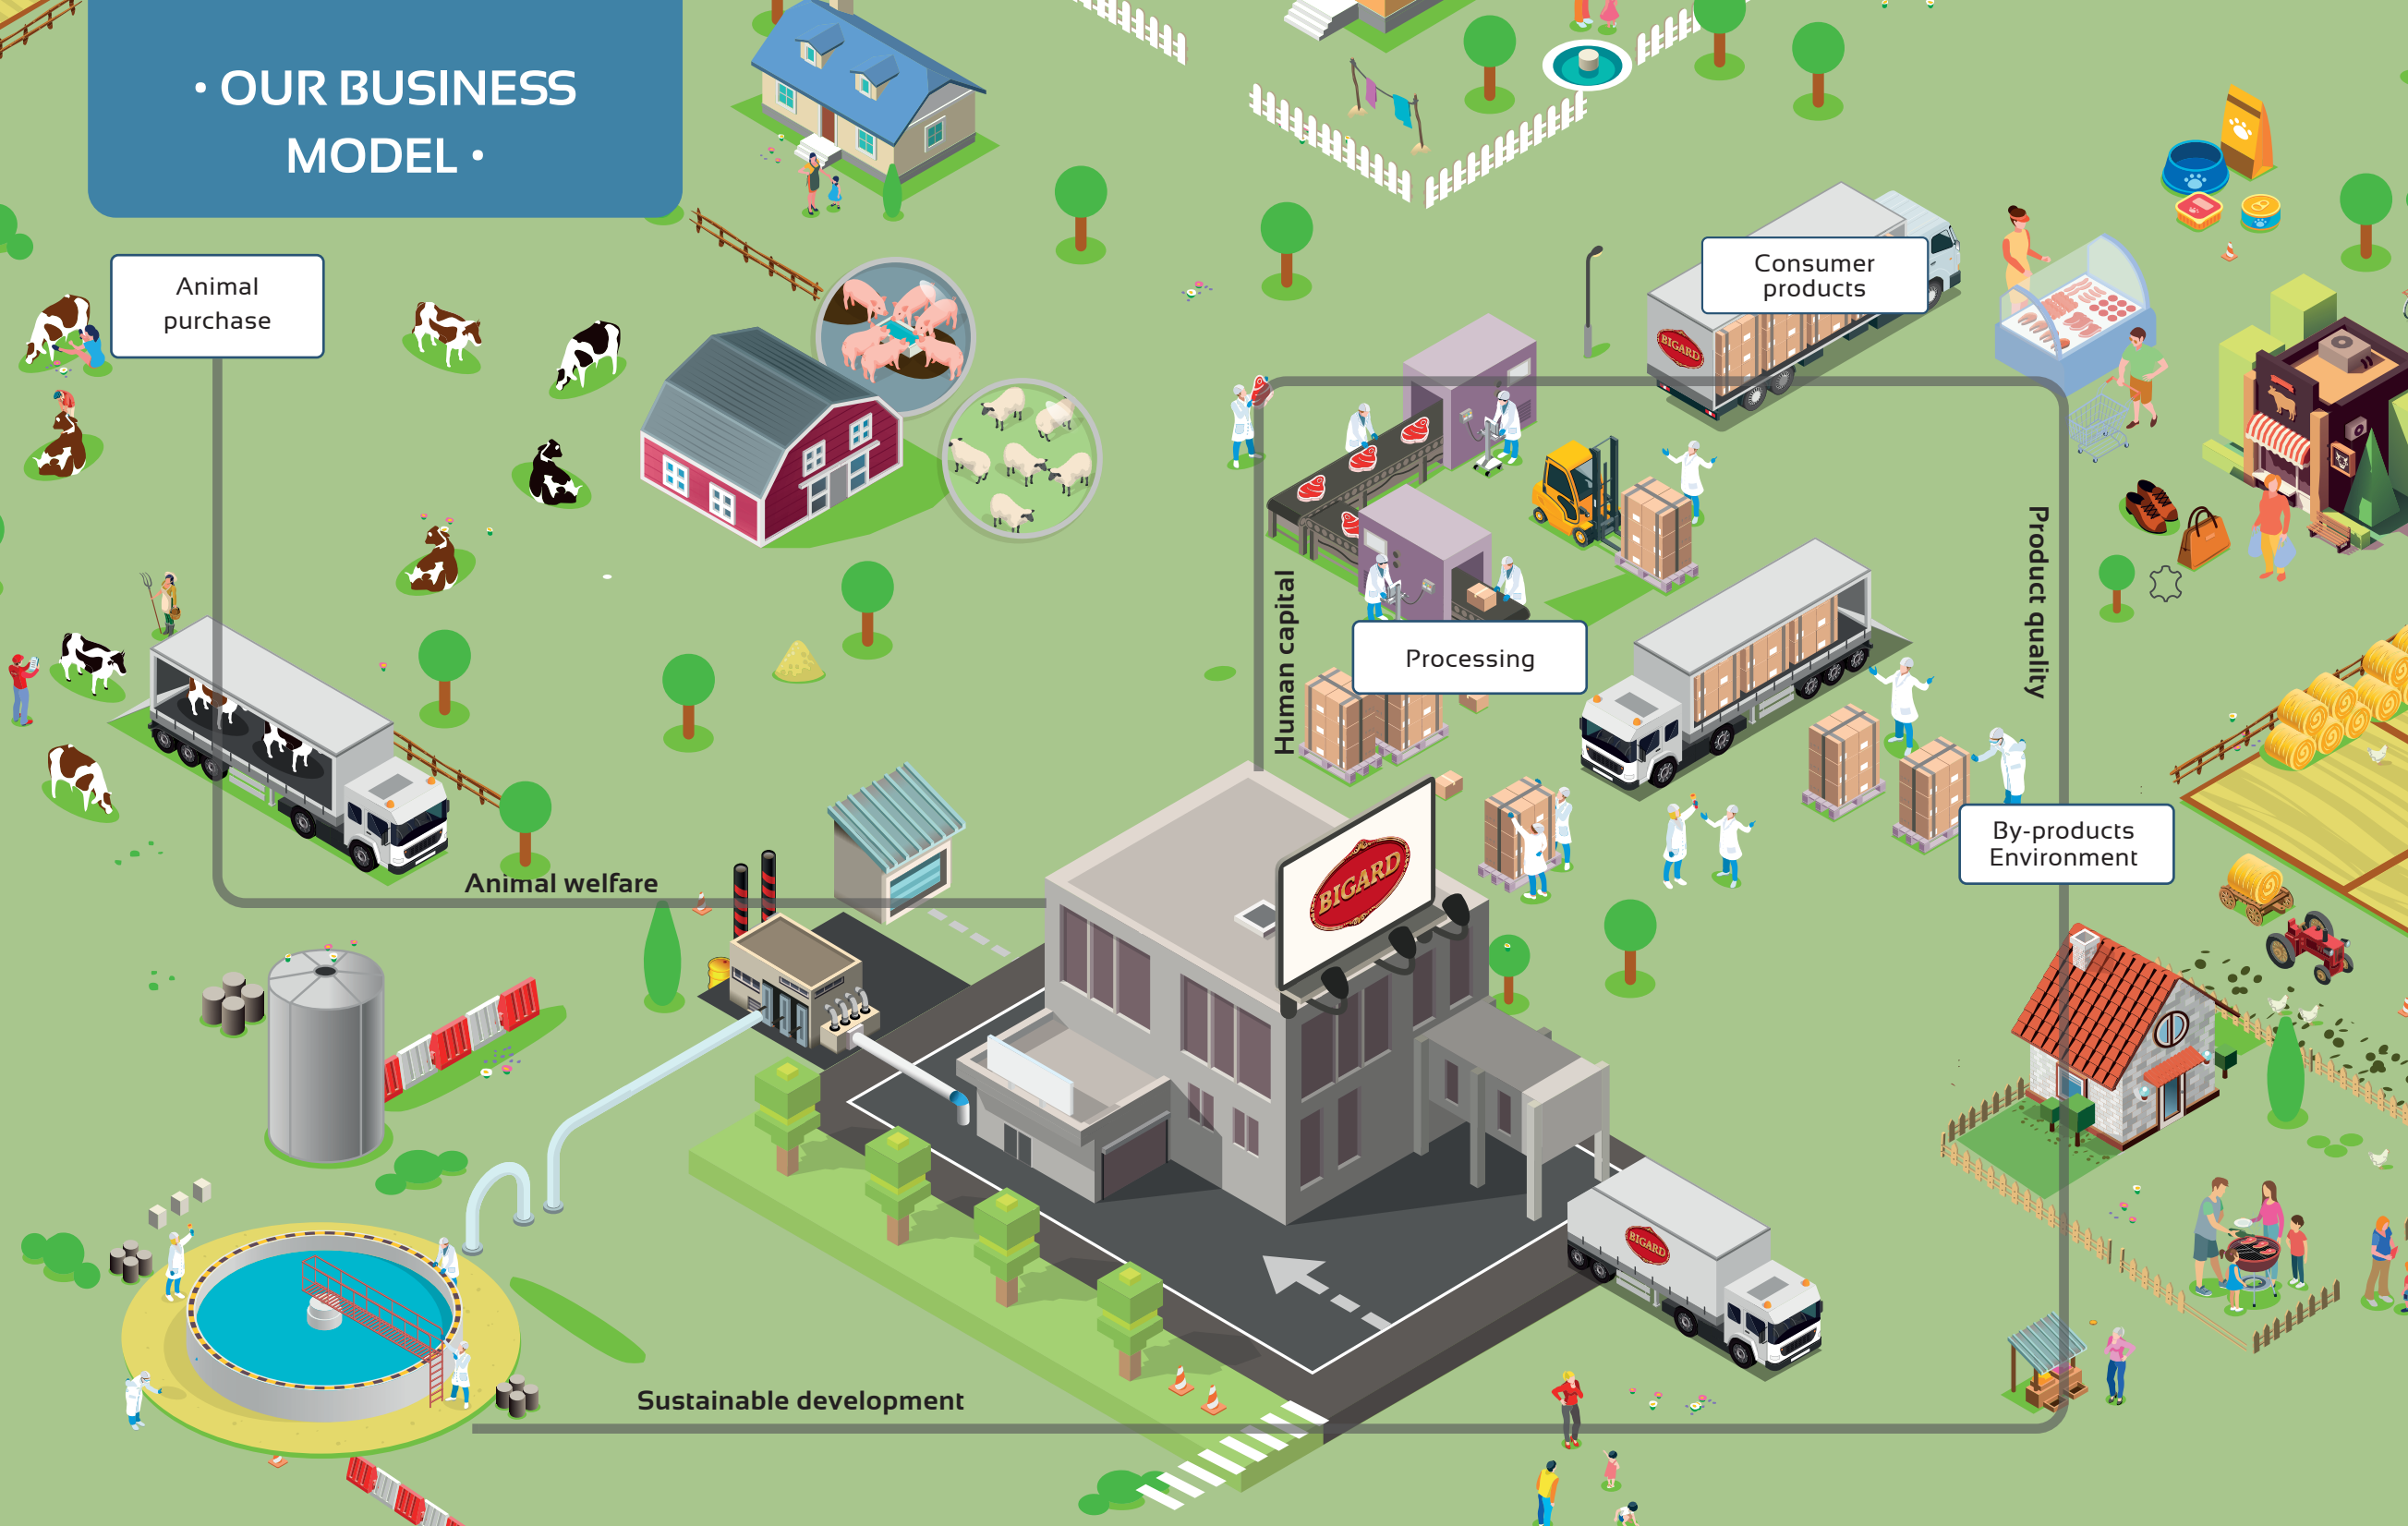 • OUR BUSINESS
MODEL •
Animal
purchase
Consumer
products
BIGARD
Product quality
Human capital
Processing
By-products
Environment
Animal welfare
BIGARD
BIGARD
Sustainable development